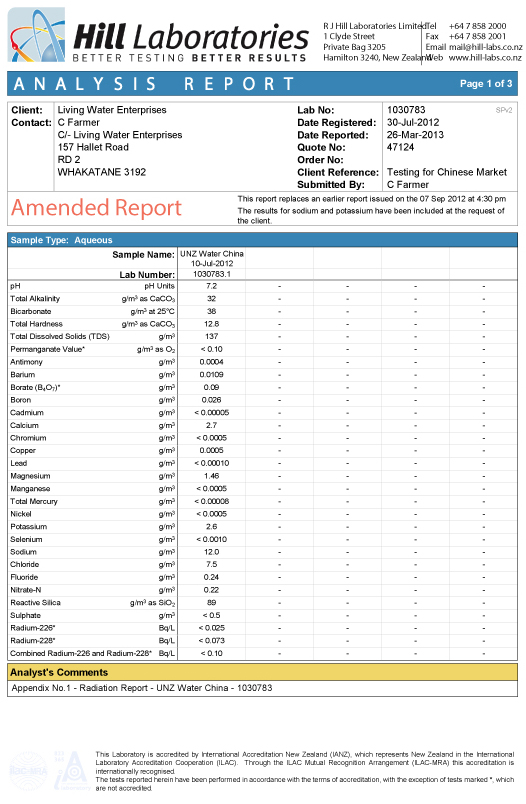 Hill Laboratories
BETTER TESTING BETTER RESULTS
R J Hill Laboratories Limited
1 Clyde Street
Private Bag 3205
Hamilton 3240, New Zealand
Tel +64 7 858 2000
Fax +64 7 858 2001
Email mail@hill-labs.co.nz
Web www.hill-labs.co.nz
ANALYSIS REPORT Page 1 of 3
Client: Living Water Enterprises
Contact: C Farmer
C/- Living Water Enterprises
157 Hallet Road
RD 2
WHAKATANE 3192
Lab No: 1030783 SPv2
Date Registered: 30-Jul-2012
Date Reported: 26-Mar-2013
Quote No: 47124
Order No:
Client Reference: Testing for Chinese Market
Submitted By: C Farmer
Amended Report
This report replaces an earlier report issued on the 07 Sep 2012 at 4:30 pm
The results for sodium and potassium have been included at the request of
the client.
Sample Type: Aqueous
Sample Name: UNZ Water China
10-Jul-2012
Lab Number: 1030783.1
pH pH Units 7.2 - - - -
Total Alkalinity g/m³ as CaCO₃ 32 - - - -
Bicarbonate g/m³ at 25°C 38 - - - -
Total Hardness g/m³ as CaCO₃ 12.8 - - - -
Total Dissolved Solids (TDS) g/m³ 137 - - - -
Permanganate Value* g/m³ as O₂ < 0.10 - - - -
Antimony g/m³ 0.0004 - - - -
Barium g/m³ 0.0109 - - - -
Borate (B₄O₇)* g/m³ 0.09 - - - -
Boron g/m³ 0.026 - - - -
Cadmium g/m³ < 0.00005 - - - -
Calcium g/m³ 2.7 - - - -
Chromium g/m³ < 0.0005 - - - -
Copper g/m³ 0.0005 - - - -
Lead g/m³ < 0.00010 - - - -
Magnesium g/m³ 1.46 - - - -
Manganese g/m³ < 0.0005 - - - -
Total Mercury g/m³ < 0.00008 - - - -
Nickel g/m³ < 0.0005 - - - -
Potassium g/m³ 2.6 - - - -
Selenium g/m³ < 0.0010 - - - -
Sodium g/m³ 12.0 - - - -
Chloride g/m³ 7.5 - - - -
Fluoride g/m³ 0.24 - - - -
Nitrate-N g/m³ 0.22 - - - -
Reactive Silica g/m³ as SiO₂ 89 - - - -
Sulphate g/m³ < 0.5 - - - -
Radium-226* Bq/L < 0.025 - - - -
Radium-228* Bq/L < 0.073 - - - -
Combined Radium-226 and Radium-228* Bq/L < 0.10 - - - -
Analyst's Comments
Appendix No.1 - Radiation Report - UNZ Water China - 1030783
ILAC-MRA
This Laboratory is accredited by International Accreditation New Zealand (IANZ), which represents New Zealand in the International
Laboratory Accreditation Cooperation (ILAC). Through the ILAC Mutual Recognition Arrangement (ILAC-MRA) this accreditation is
internationally recognised.
The tests reported herein have been performed in accordance with the terms of accreditation, with the exception of tests marked *, which
are not accredited.